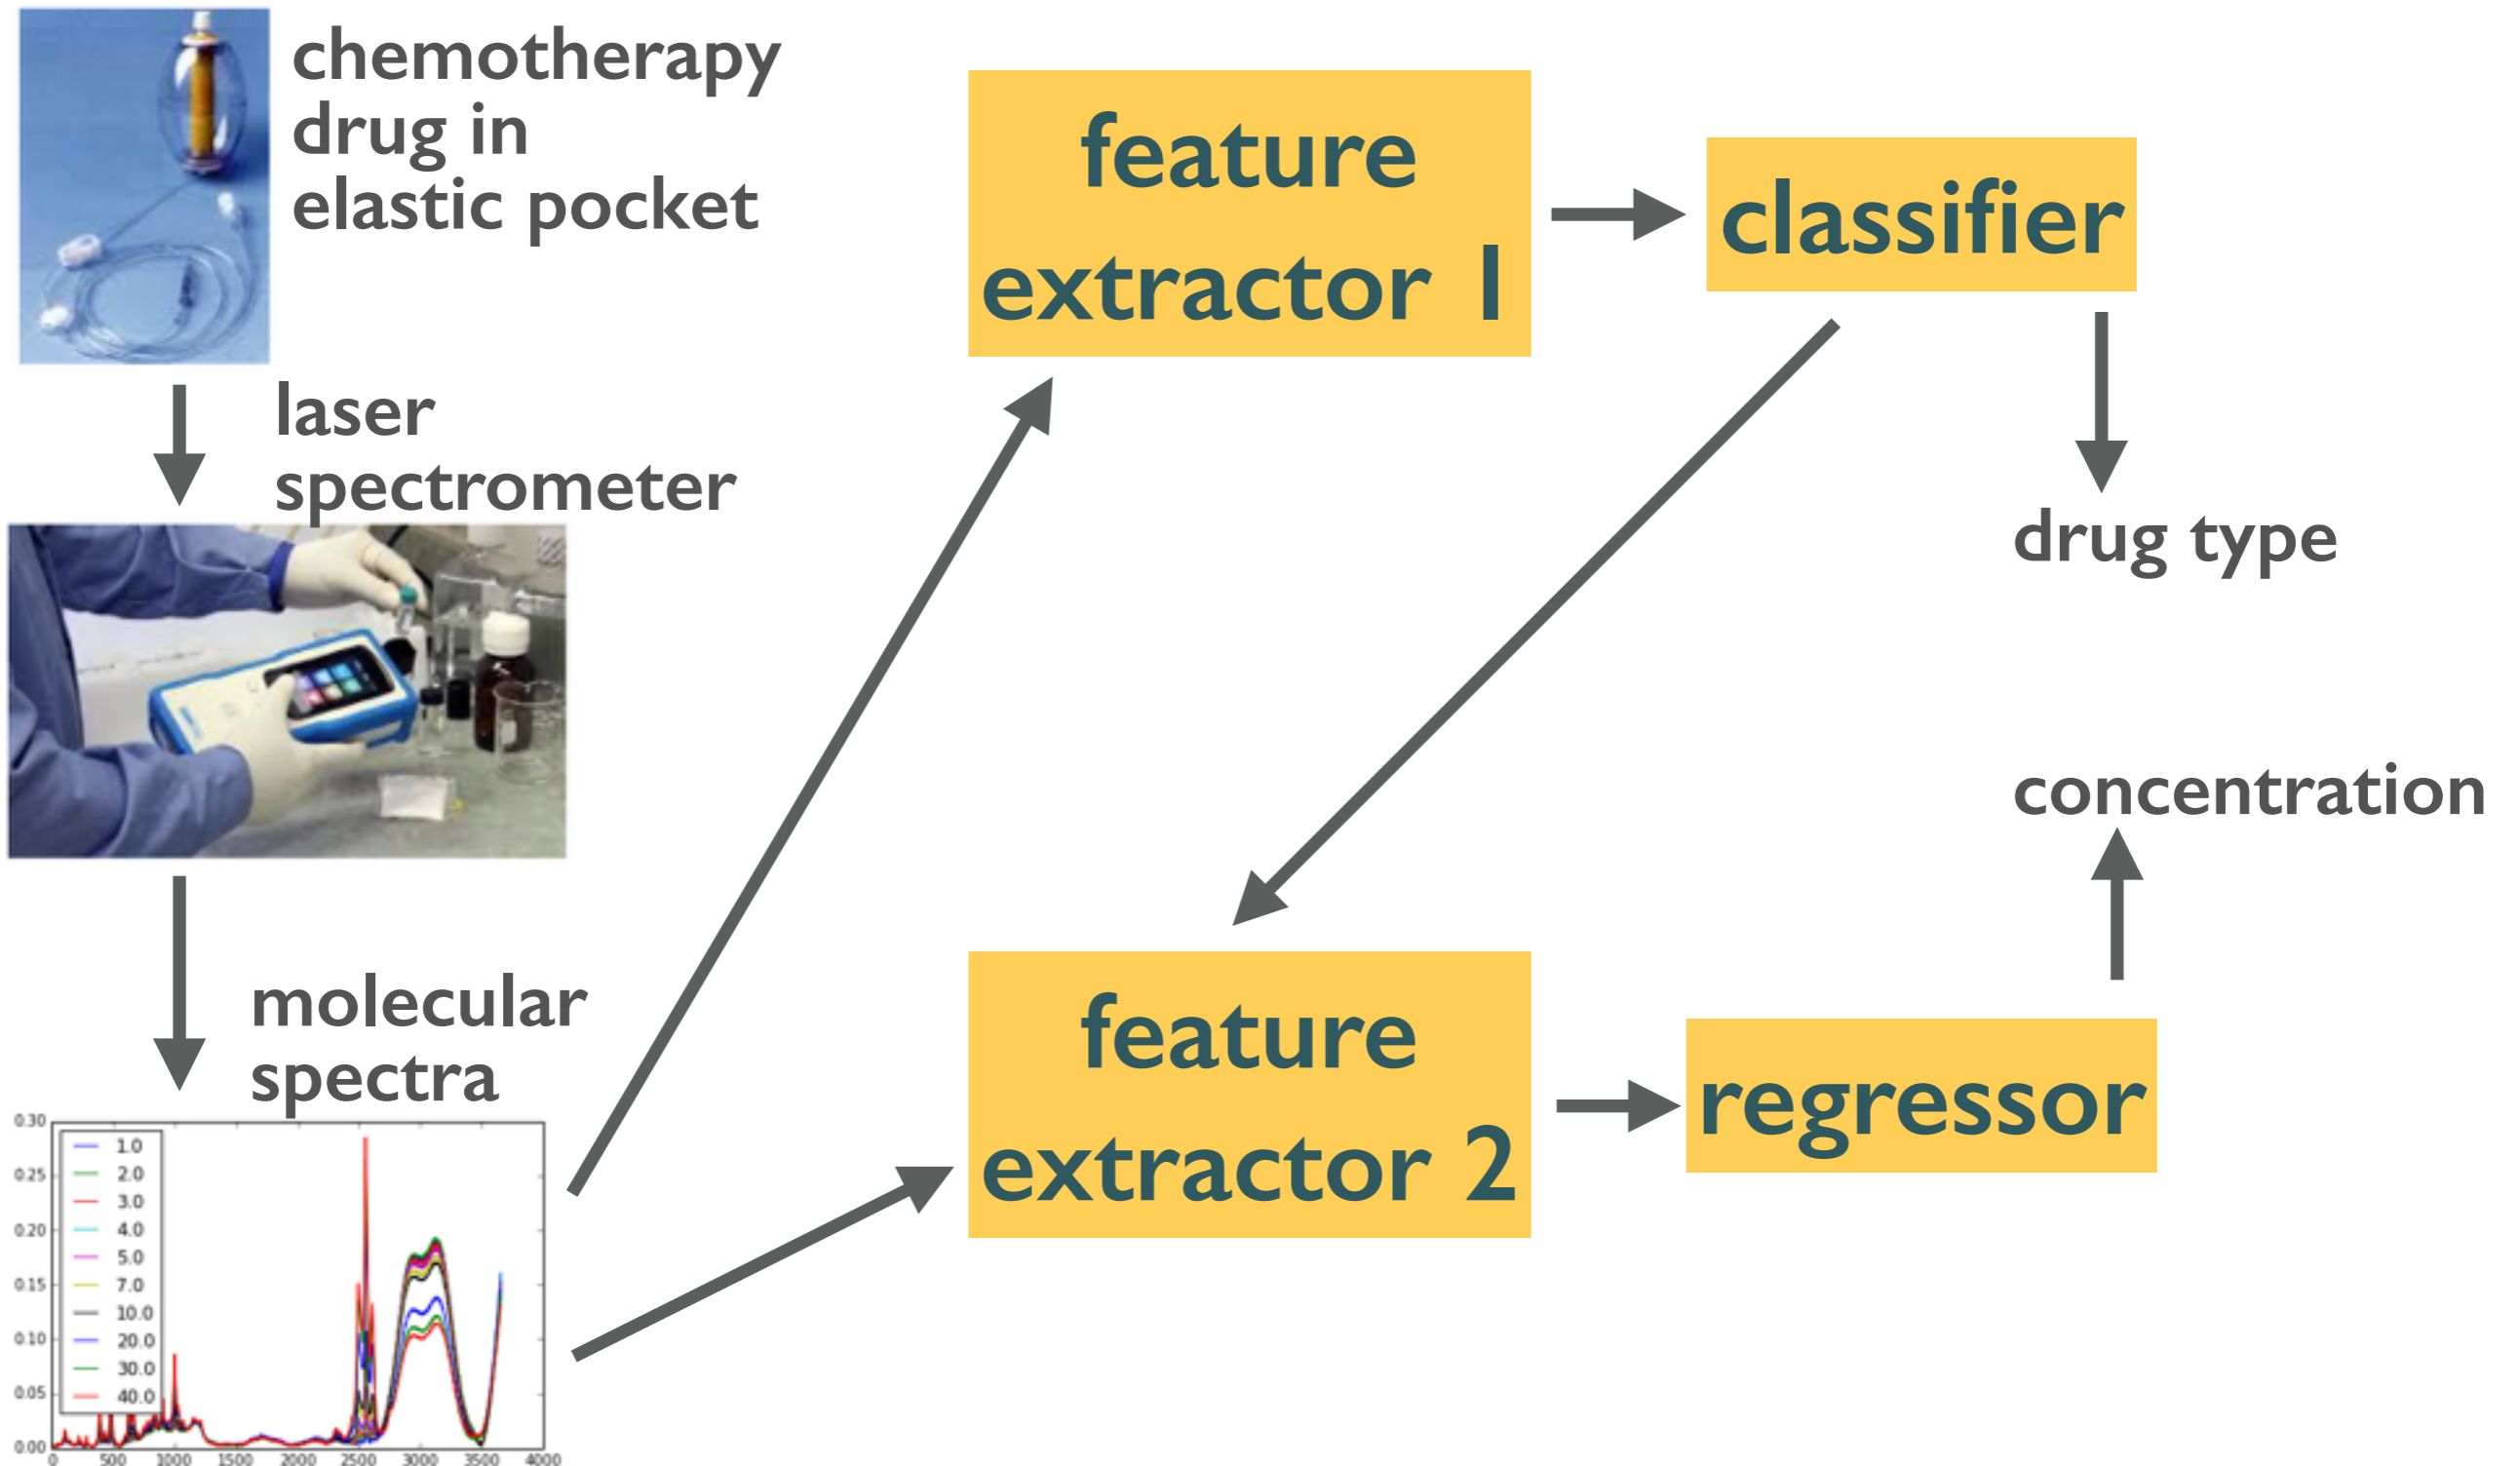 chemotherapy
drug in
elastic pocket
laser
spectrometer
molecular
spectra
feature
extractor 1
classifier
drug type
concentration
feature
extractor 2
regressor
0.30
0.25
0.20
0.15
0.10
0.05
0.00
1.0
2.0
3.0
4.0
5.0
7.0
10.0
20.0
30.0
40.0
0 500 1000 1500 2000 2500 3000 3500 4000